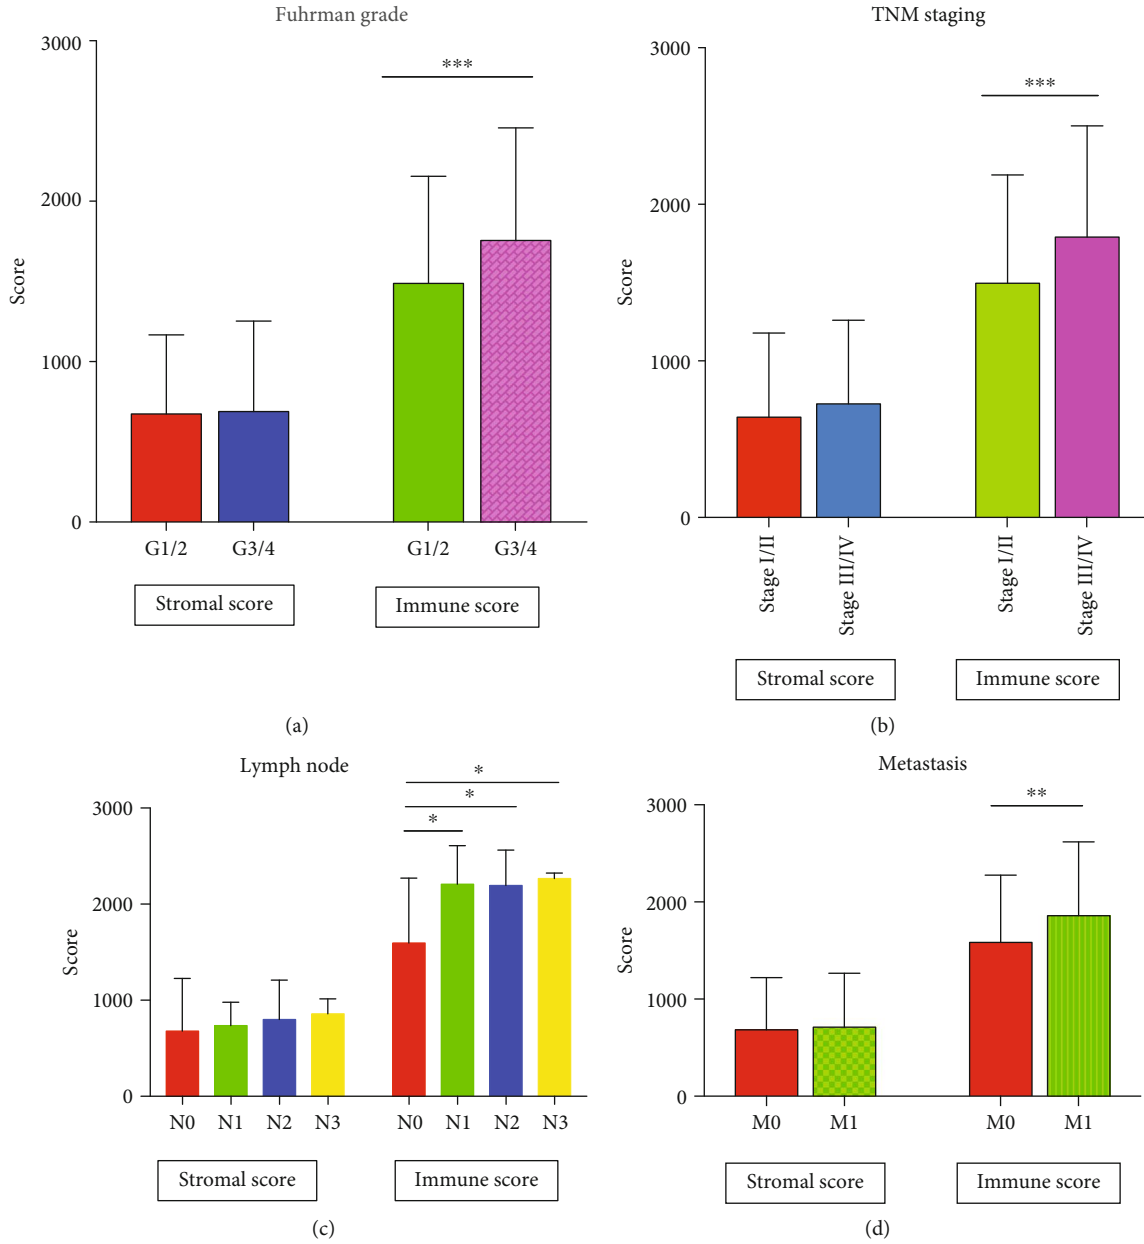 Fuhrman grade
3000
2000
1000
0
Score
***
G1/2 G3/4 G1/2 G3/4
Stromal score Immune score
(a)
TNM staging
3000
2000
1000
0
Score
***
Stage I/II Stage III/IV Stage I/II Stage III/IV
Stromal score Immune score
(b)
Lymph node
3000
2000
1000
0
Score
*
*
*
N0 N1 N2 N3 N0 N1 N2 N3
Stromal score Immune score
(c)
Metastasis
3000
2000
1000
0
Score
**
M0 M1 M0 M1
Stromal score Immune score
(d)